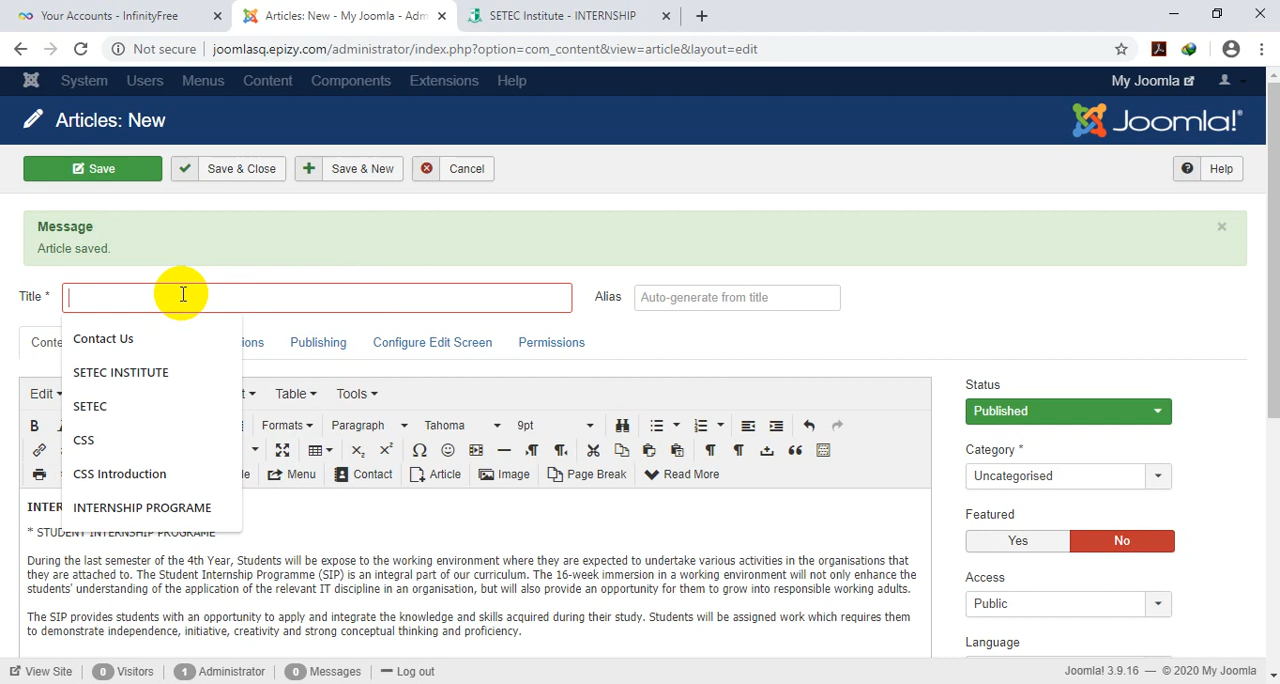 Your Accounts - InfinityFree
Articles: New - My Joomla - Adm
SETEC Institute - INTERNSHIP
Not secure
joomlasq.epizy.com/administrator/index.php?option=com_content&view=article&layout=edit
System Users Menus Content Components Extensions Help
My Joomla
Articles: New
Joomla!
Save
Save & Close
Save & New
Cancel
Help
Message
Article saved.
Title *
Alias
Auto-generate from title
Contact Us
SETEC INSTITUTE
SETEC
CSS
CSS Introduction
INTERNSHIP PROGRAME
Publishing
Configure Edit Screen
Permissions
Edit
Table
Tools
Formats
Paragraph
Tahoma
9pt
Menu
Contact
Article
Image
Page Break
Read More
During the last semester of the 4th Year, Students will be expose to the working environment where they are expected to undertake various activities in the organisations that
they are attached to. The Student Internship Programme (SIP) is an integral part of our curriculum. The 16-week immersion in a working environment will not only enhance the
students' understanding of the application of the relevant IT discipline in an organisation, but will also provide an opportunity for them to grow into responsible working adults.
The SIP provides students with an opportunity to apply and integrate the knowledge and skills acquired during their study. Students will be assigned work which requires them
to demonstrate independence, initiative, creativity and strong conceptual thinking and proficiency.
Status
Published
Category *
Uncategorised
Featured
Yes
No
Access
Public
Language
View Site
0 Visitors
1 Administrator
0 Messages
Log out
Joomla! 3.9.16 — © 2020 My Joomla